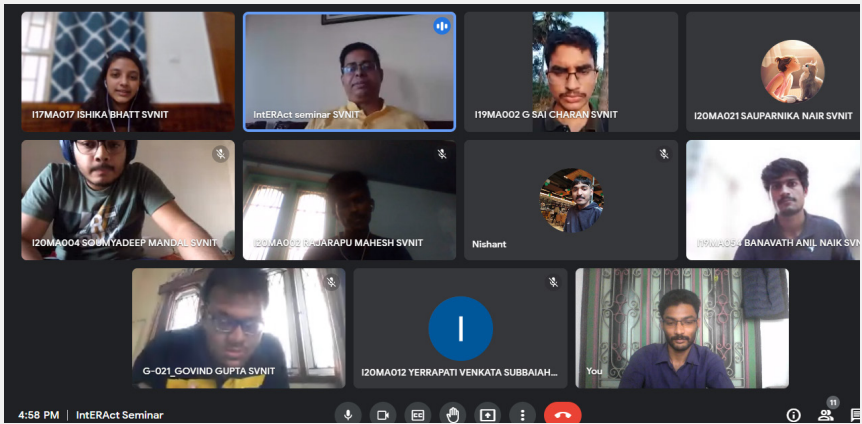 I17MA017 ISHIKA BHATT SVNIT
IntERAct seminar SVNIT
I19MA002 G SAI CHARAN SVNIT
I20MA021 SAUPARNIKA NAIR SVNIT
I20MA004 SOUMYADEEP MANDAL SVNIT
I20MA002 RAJARAPU MAHESH SVNIT
Nishant
I19MA054 BANAVATH ANIL NAIK SVN
G-021_GOVIND GUPTA SVNIT
I
I20MA012 YERRAPATI VENKATA SUBBAIAH...
You
4:58 PM | IntERAct Seminar
CC
11